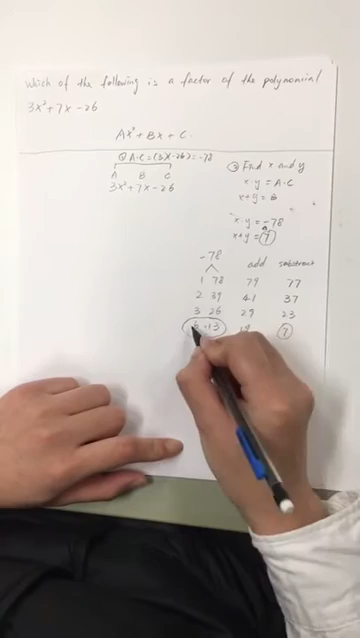 Which of the following is a factor of the polynomial
3x²+7x-26
Ax²+Bx+C.
① A·C=(3)(-26)=-78
A B C
3x²+7x-26
② Find x and y
x·y=A·C
x+y=B
x·y=-78
x+y=7
-78
add substract
1 78 79 77
2 39 41 37
3 26 29 23
6 13 19 7